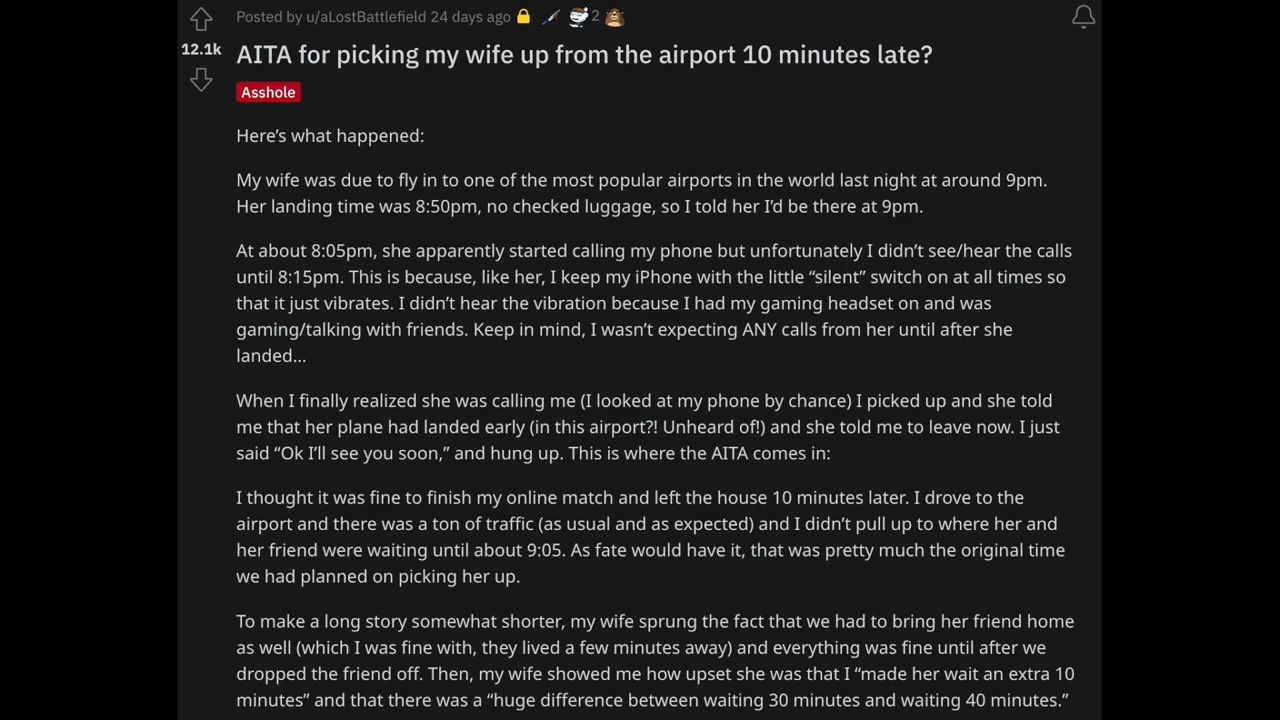 Posted by u/aLostBattlefield 24 days ago 2
12.1k
AITA for picking my wife up from the airport 10 minutes late?
Asshole
Here’s what happened:
My wife was due to fly in to one of the most popular airports in the world last night at around 9pm.
Her landing time was 8:50pm, no checked luggage, so I told her I’d be there at 9pm.
At about 8:05pm, she apparently started calling my phone but unfortunately I didn’t see/hear the calls
until 8:15pm. This is because, like her, I keep my iPhone with the little “silent” switch on at all times so
that it just vibrates. I didn’t hear the vibration because I had my gaming headset on and was
gaming/talking with friends. Keep in mind, I wasn’t expecting ANY calls from her until after she
landed...
When I finally realized she was calling me (I looked at my phone by chance) I picked up and she told
me that her plane had landed early (in this airport?! Unheard of!) and she told me to leave now. I just
said “Ok I’ll see you soon,” and hung up. This is where the AITA comes in:
I thought it was fine to finish my online match and left the house 10 minutes later. I drove to the
airport and there was a ton of traffic (as usual and as expected) and I didn’t pull up to where her and
her friend were waiting until about 9:05. As fate would have it, that was pretty much the original time
we had planned on picking her up.
To make a long story somewhat shorter, my wife sprung the fact that we had to bring her friend home
as well (which I was fine with, they lived a few minutes away) and everything was fine until after we
dropped the friend off. Then, my wife showed me how upset she was that I “made her wait an extra 10
minutes” and that there was a “huge difference between waiting 30 minutes and waiting 40 minutes.”